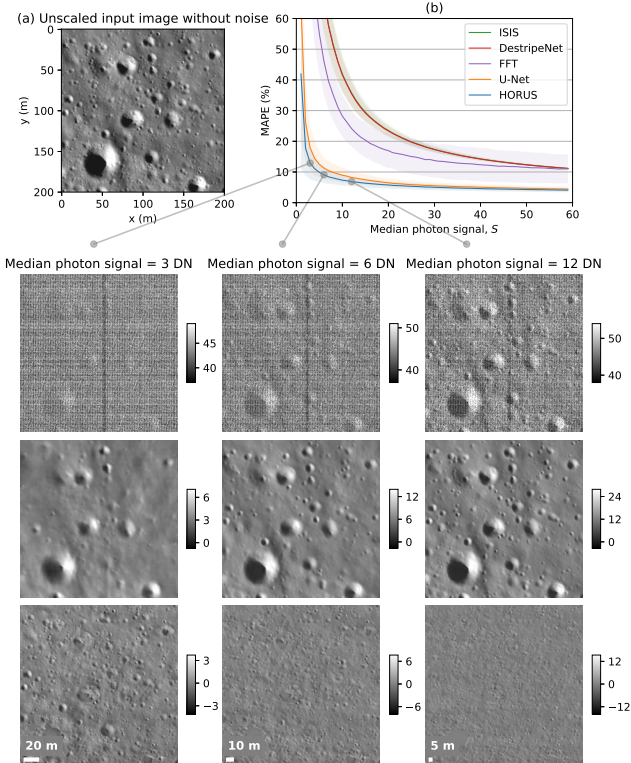 (a) Unscaled input image without noise
0
50
100
150
200
y (m)
0 50 100 150 200
x (m)
(b)
60
50
40
30
20
10
0
MAPE (%)
ISIS
DestripeNet
FFT
U-Net
HORUS
0 10 20 30 40 50 60
Median photon signal, S
Median photon signal = 3 DN
Median photon signal = 6 DN
Median photon signal = 12 DN
45
40
50
40
50
40
6
3
0
12
6
0
24
12
0
3
0
−3
6
0
−6
12
0
−12
20 m
10 m
5 m